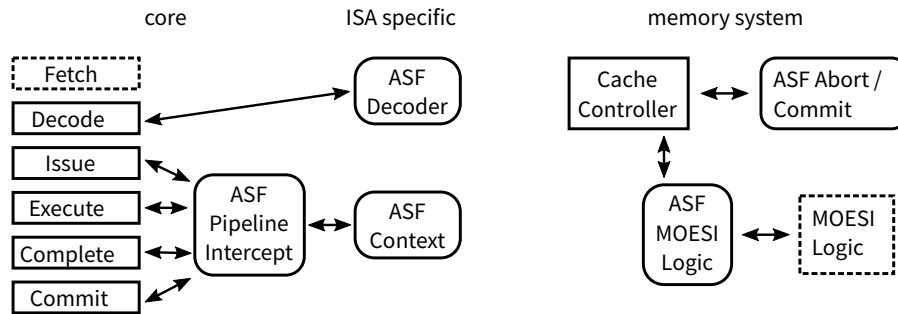 core
ISA specific
memory system
Fetch
Decode
Issue
Execute
Complete
Commit
ASF
Pipeline
Intercept
ASF
Decoder
ASF
Context
Cache
Controller
ASF Abort /
Commit
ASF
MOESI
Logic
MOESI
Logic